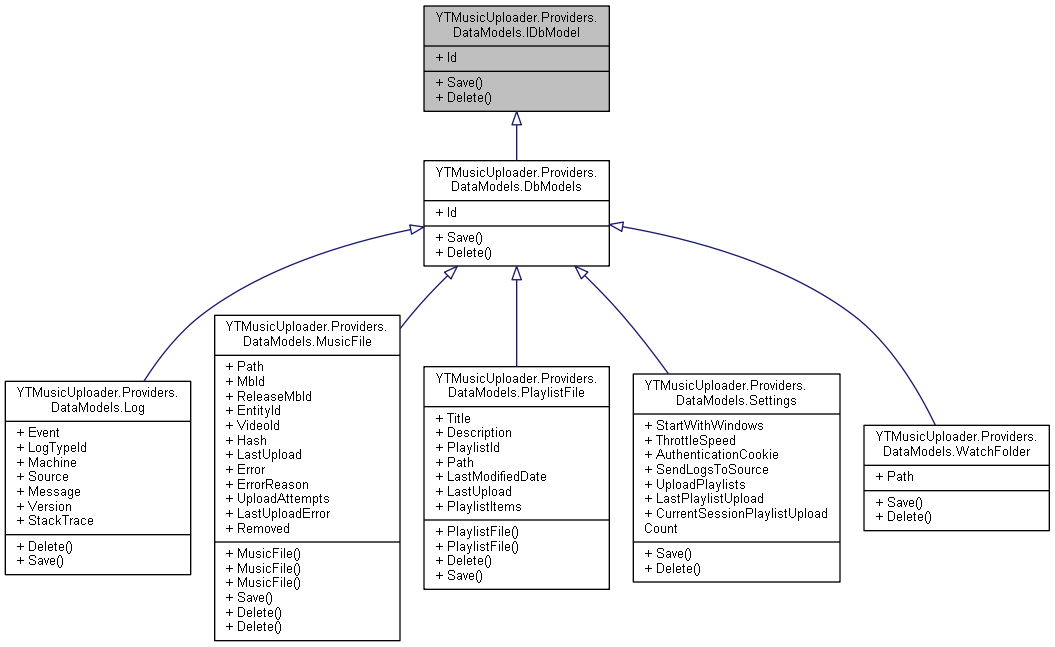 YTMusicUploader.Providers.
DataModels.IDbModel
+ Id
+ Save()
+ Delete()
YTMusicUploader.Providers.
DataModels.DbModels
+ Id
+ Save()
+ Delete()
YTMusicUploader.Providers.
DataModels.Log
+ Event
+ LogTypeId
+ Machine
+ Source
+ Message
+ Version
+ StackTrace
+ Delete()
+ Save()
YTMusicUploader.Providers.
DataModels.MusicFile
+ Path
+ MbId
+ ReleaseMbId
+ EntityId
+ VideoId
+ Hash
+ LastUpload
+ Error
+ ErrorReason
+ UploadAttempts
+ LastUploadError
+ Removed
+ MusicFile()
+ MusicFile()
+ MusicFile()
+ Save()
+ Delete()
+ Delete()
YTMusicUploader.Providers.
DataModels.PlaylistFile
+ Title
+ Description
+ PlaylistId
+ Path
+ LastModifiedDate
+ LastUpload
+ PlaylistItems
+ PlaylistFile()
+ PlaylistFile()
+ Delete()
+ Save()
YTMusicUploader.Providers.
DataModels.Settings
+ StartWithWindows
+ ThrottleSpeed
+ AuthenticationCookie
+ SendLogsToSource
+ UploadPlaylists
+ LastPlaylistUpload
+ CurrentSessionPlaylistUpload
Count
+ Save()
+ Delete()
YTMusicUploader.Providers.
DataModels.WatchFolder
+ Path
+ Save()
+ Delete()